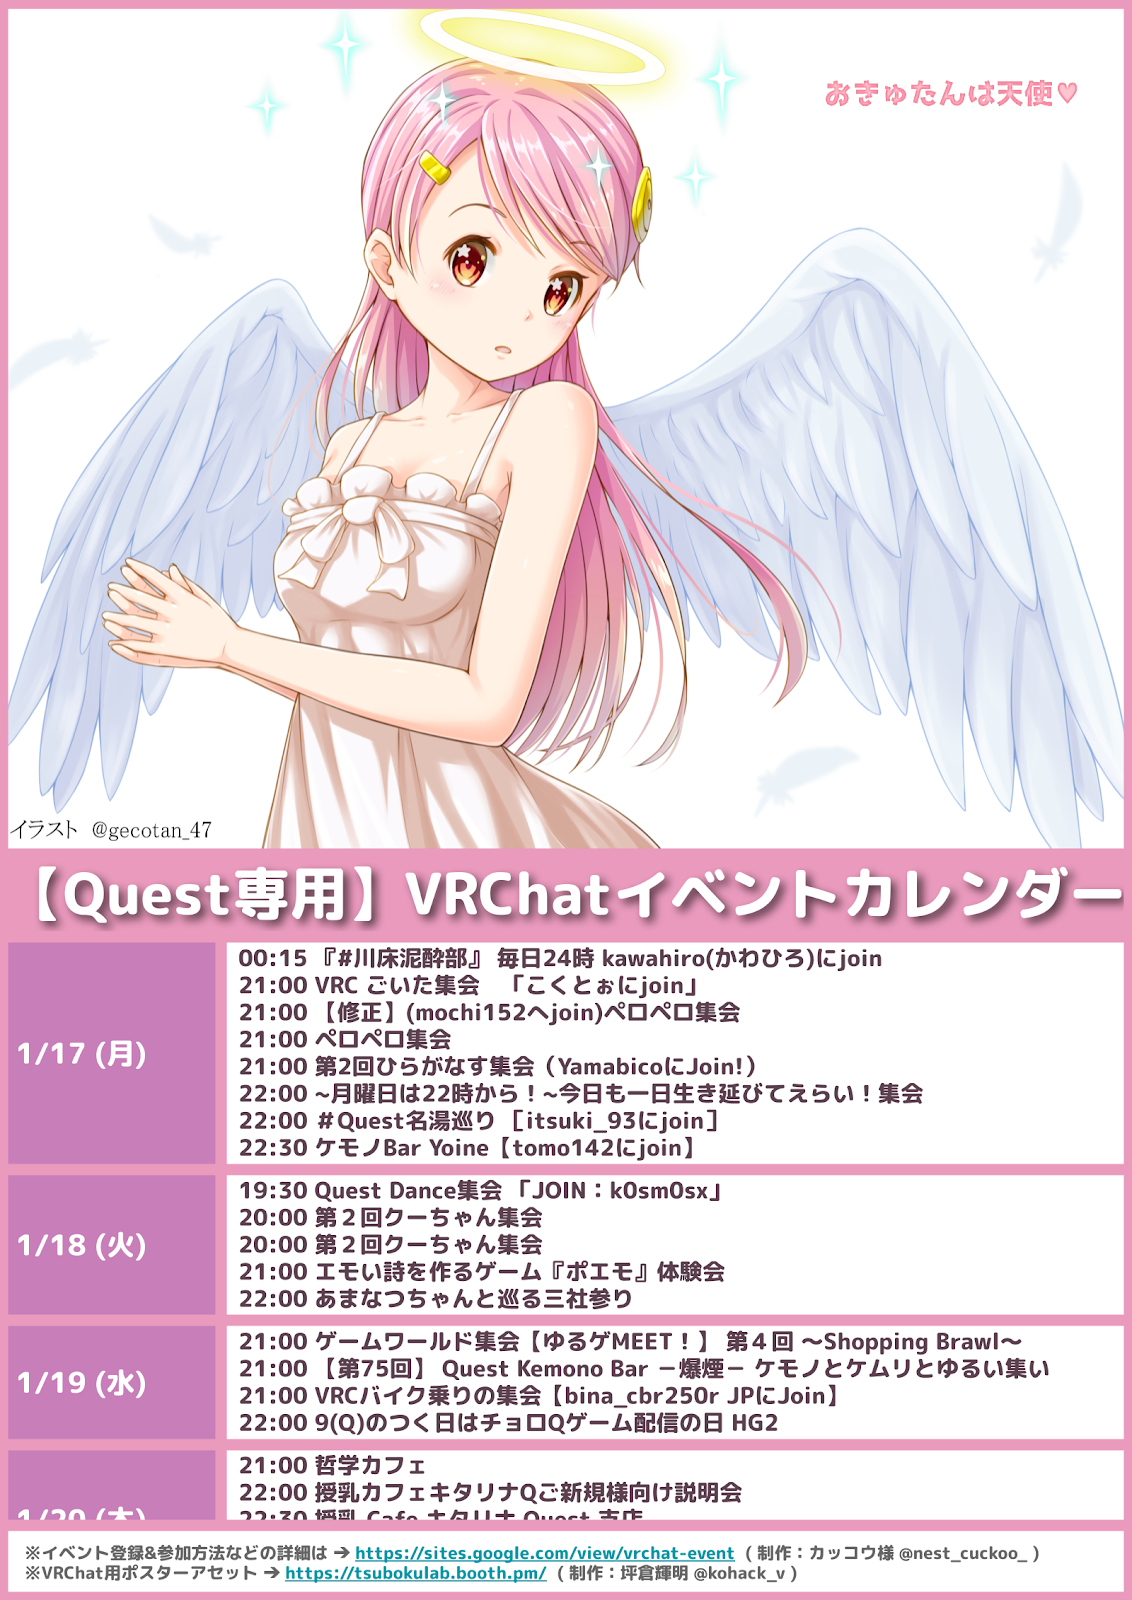 おきゅたんは天使♥
イラスト @gecotan_47
【Quest専用】VRChatイベントカレンダー
1/17 (月)
00:15 『#川床泥酔部』 毎日24時 kawahiro(かわひろ)にjoin
21:00 VRC ごいた集会 「こくとぉにjoin」
21:00 【修正】(mochi152へjoin)ペロペロ集会
21:00 ペロペロ集会
21:00 第2回ひらがなす集会（YamabicoにJoin!）
22:00 ~月曜日は22時から！~今日も一日生き延びてえらい！集会
22:00 ＃Quest名湯巡り ［itsuki_93にjoin］
22:30 ケモノBar Yoine【tomo142にjoin】
1/18 (火)
19:30 Quest Dance集会 「JOIN：k0sm0sx」
20:00 第２回クーちゃん集会
20:00 第２回クーちゃん集会
21:00 エモい詩を作るゲーム『ポエモ』体験会
22:00 あまなつちゃんと巡る三社参り
1/19 (水)
21:00 ゲームワールド集会【ゆるゲMEET！】 第４回 〜Shopping Brawl〜
21:00 【第75回】 Quest Kemono Bar －爆煙－ ケモノとケムリとゆるい集い
21:00 VRCバイク乗りの集会【bina_cbr250r JPにJoin】
22:00 9(Q)のつく日はチョロQゲーム配信の日 HG2
1/20 (木)
21:00 哲学カフェ
22:00 授乳カフェキタリナQご新規様向け説明会
22:30 授乳 Cafe キタリナ Quest 支店
※イベント登録&参加方法などの詳細は ➔ https://sites.google.com/view/vrchat-event ( 制作：カッコウ様 @nest_cuckoo_ )
※VRChat用ポスターアセット ➔ https://tsubokulab.booth.pm/ ( 制作：坪倉輝明 @kohack_v )